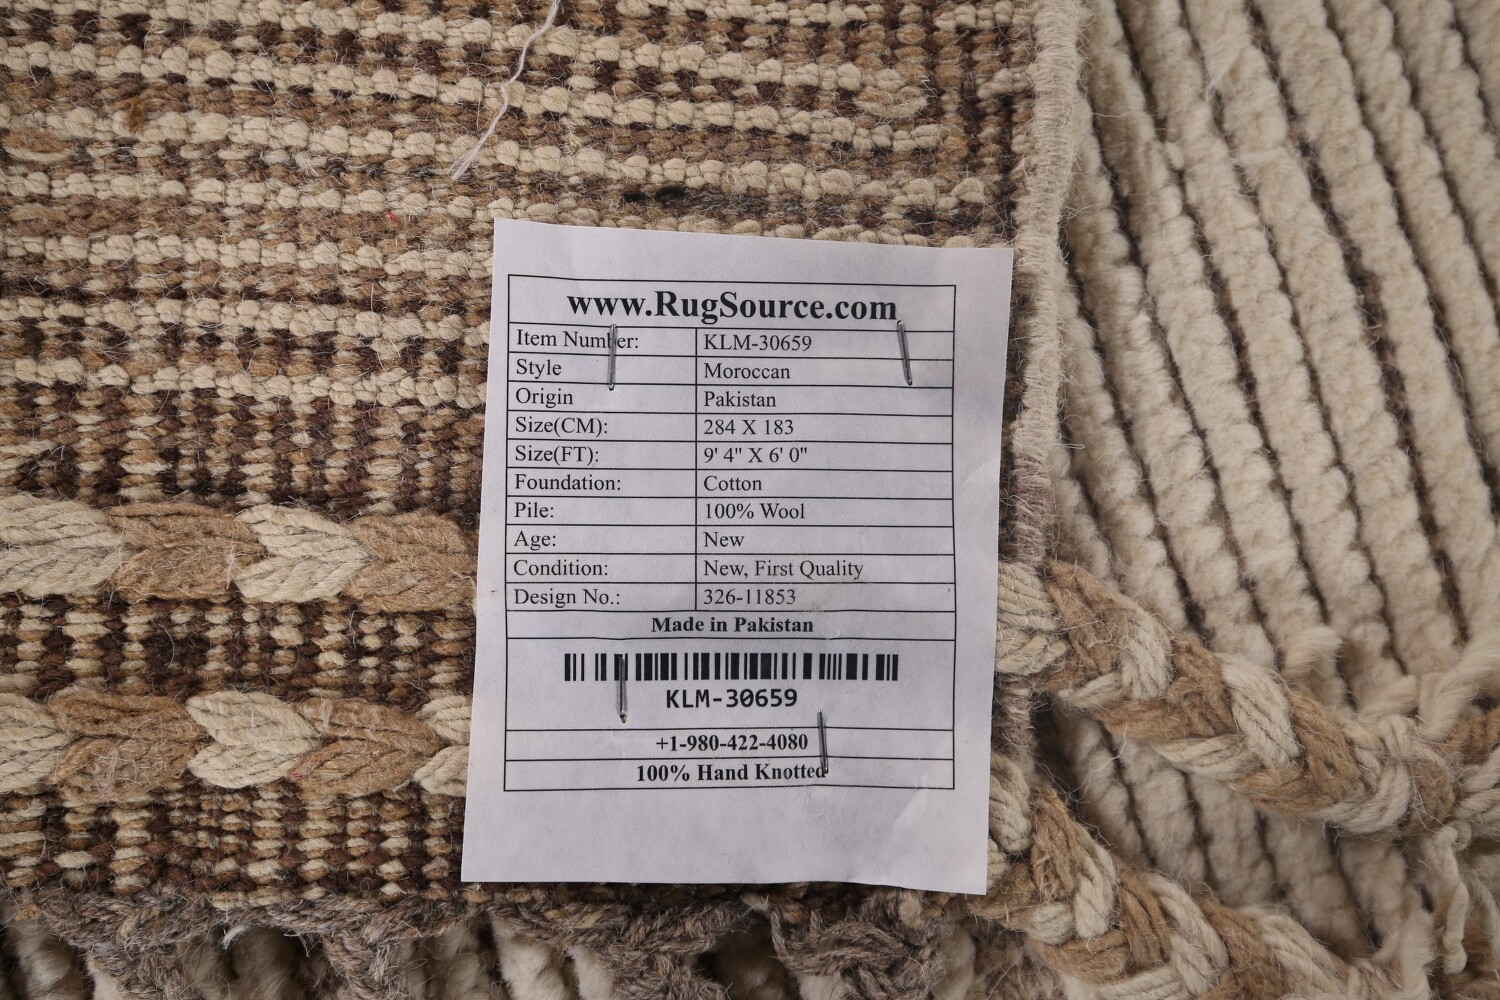 www.RugSource.com
Item Number: KLM-30659
Style Moroccan
Origin Pakistan
Size(CM): 284 X 183
Size(FT): 9' 4" X 6' 0"
Foundation: Cotton
Pile: 100% Wool
Age: New
Condition: New, First Quality
Design No.: 326-11853
Made in Pakistan
KLM-30659
+1-980-422-4080
100% Hand Knotted